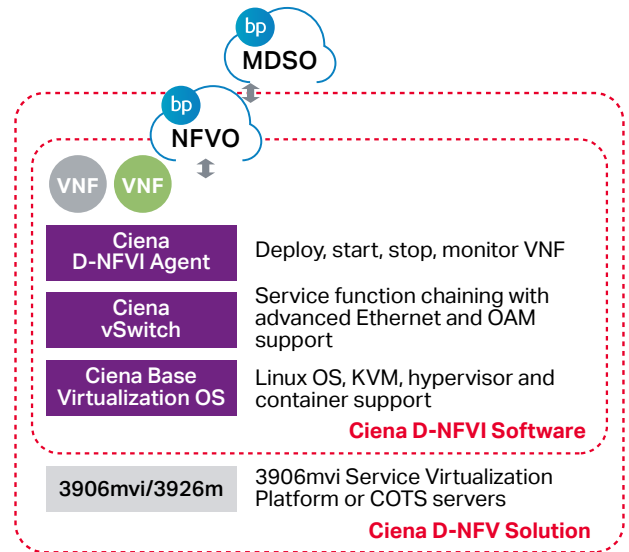 bp
MDSO
bp
NFVO
VNF VNF
Ciena
D-NFVI Agent
Deploy, start, stop, monitor VNF
Ciena
vSwitch
Service function chaining with
advanced Ethernet and OAM
support
Ciena Base
Virtualization OS
Linux OS, KVM, hypervisor and
container support
Ciena D-NFVI Software
3906mvi/3926m
3906mvi Service Virtualization
Platform or COTS servers
Ciena D-NFV Solution